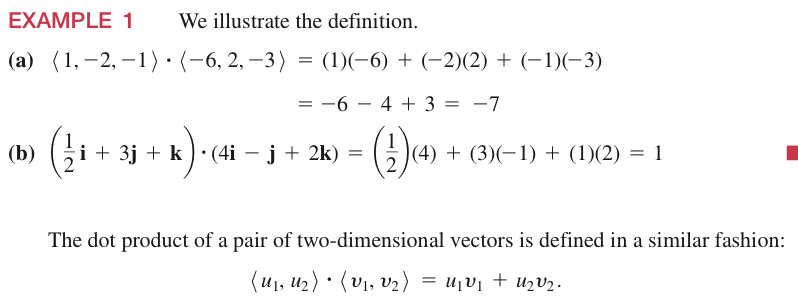 EXAMPLE 1 We illustrate the definition.
(a) ⟨1, −2, −1⟩ · ⟨−6, 2, −3⟩ = (1)(−6) + (−2)(2) + (−1)(−3)
= −6 − 4 + 3 = −7
(b) (1/2 i + 3j + k) · (4i − j + 2k) = (1/2)(4) + (3)(−1) + (1)(2) = 1
The dot product of a pair of two-dimensional vectors is defined in a similar fashion:
⟨u₁, u₂⟩ · ⟨v₁, v₂⟩ = u₁v₁ + u₂v₂.